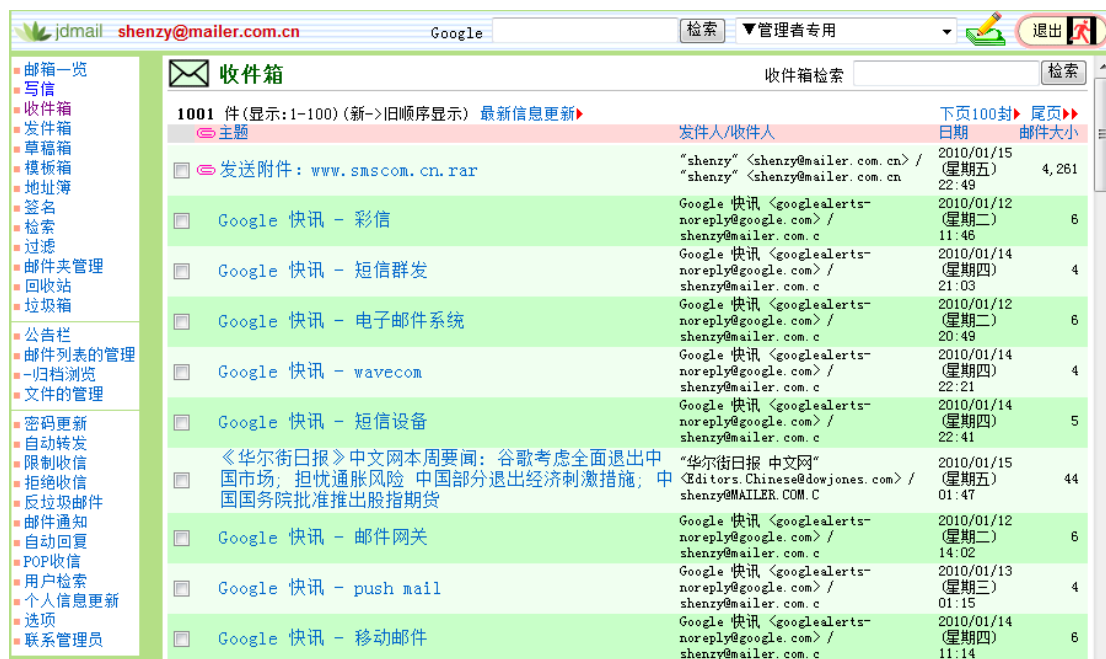 jdmail shenzy@mailer.com.cn Google 检索 ▼管理者专用 退出
邮箱一览
写信
收件箱
发件箱
草稿箱
模板箱
地址簿
签名
检索
过滤
邮件夹管理
回收站
垃圾箱
公告栏
邮件列表的管理
-归档浏览
文件的管理
密码更新
自动转发
限制收信
拒绝收信
反垃圾邮件
邮件通知
自动回复
POP收信
用户检索
个人信息更新
选项
联系管理员
收件箱 收件箱检索 检索
1001 件(显示:1-100)(新->旧顺序显示) 最新信息更新 下页100封 尾页
主题 发件人/收件人 日期 邮件大小
发送附件: www.smscom.cn.rar
"shenzy" <shenzy@mailer.com.cn> /
"shenzy" <shenzy@mailer.com.cn
2010/01/15
(星期五)
22:49
4,261
Google 快讯 - 彩信
Google 快讯 <googlealerts-
noreply@google.com> /
shenzy@mailer.com.c
2010/01/12
(星期二)
11:46
6
Google 快讯 - 短信群发
Google 快讯 <googlealerts-
noreply@google.com> /
shenzy@mailer.com.c
2010/01/14
(星期四)
21:03
4
Google 快讯 - 电子邮件系统
Google 快讯 <googlealerts-
noreply@google.com> /
shenzy@mailer.com.c
2010/01/12
(星期二)
20:49
6
Google 快讯 - wavecom
Google 快讯 <googlealerts-
noreply@google.com> /
shenzy@mailer.com.c
2010/01/14
(星期四)
22:21
4
Google 快讯 - 短信设备
Google 快讯 <googlealerts-
noreply@google.com> /
shenzy@mailer.com.c
2010/01/14
(星期四)
22:41
5
《华尔街日报》中文网本周要闻: 谷歌考虑全面退出中
国市场; 担忧通胀风险 中国部分退出经济刺激措施; 中
国国务院批准推出股指期货
"华尔街日报 中文网"
<Editors.Chinese@dowjones.com> /
shenzy@MAILER.COM.C
2010/01/15
(星期五)
01:47
44
Google 快讯 - 邮件网关
Google 快讯 <googlealerts-
noreply@google.com> /
shenzy@mailer.com.c
2010/01/12
(星期二)
14:02
6
Google 快讯 - push mail
Google 快讯 <googlealerts-
noreply@google.com> /
shenzy@mailer.com.c
2010/01/13
(星期三)
01:15
4
Google 快讯 - 移动邮件
Google 快讯 <googlealerts-
noreply@google.com> /
shenzy@mailer.com.c
2010/01/14
(星期四)
11:14
6